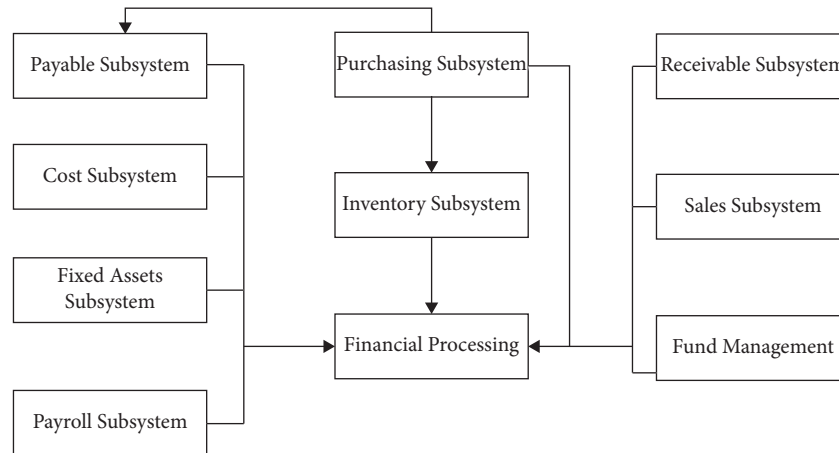 Payable Subsystem
Purchasing Subsystem
Receivable Subsystem
Cost Subsystem
Inventory Subsystem
Sales Subsystem
Fixed Assets
Subsystem
Financial Processing
Fund Management
Payroll Subsystem